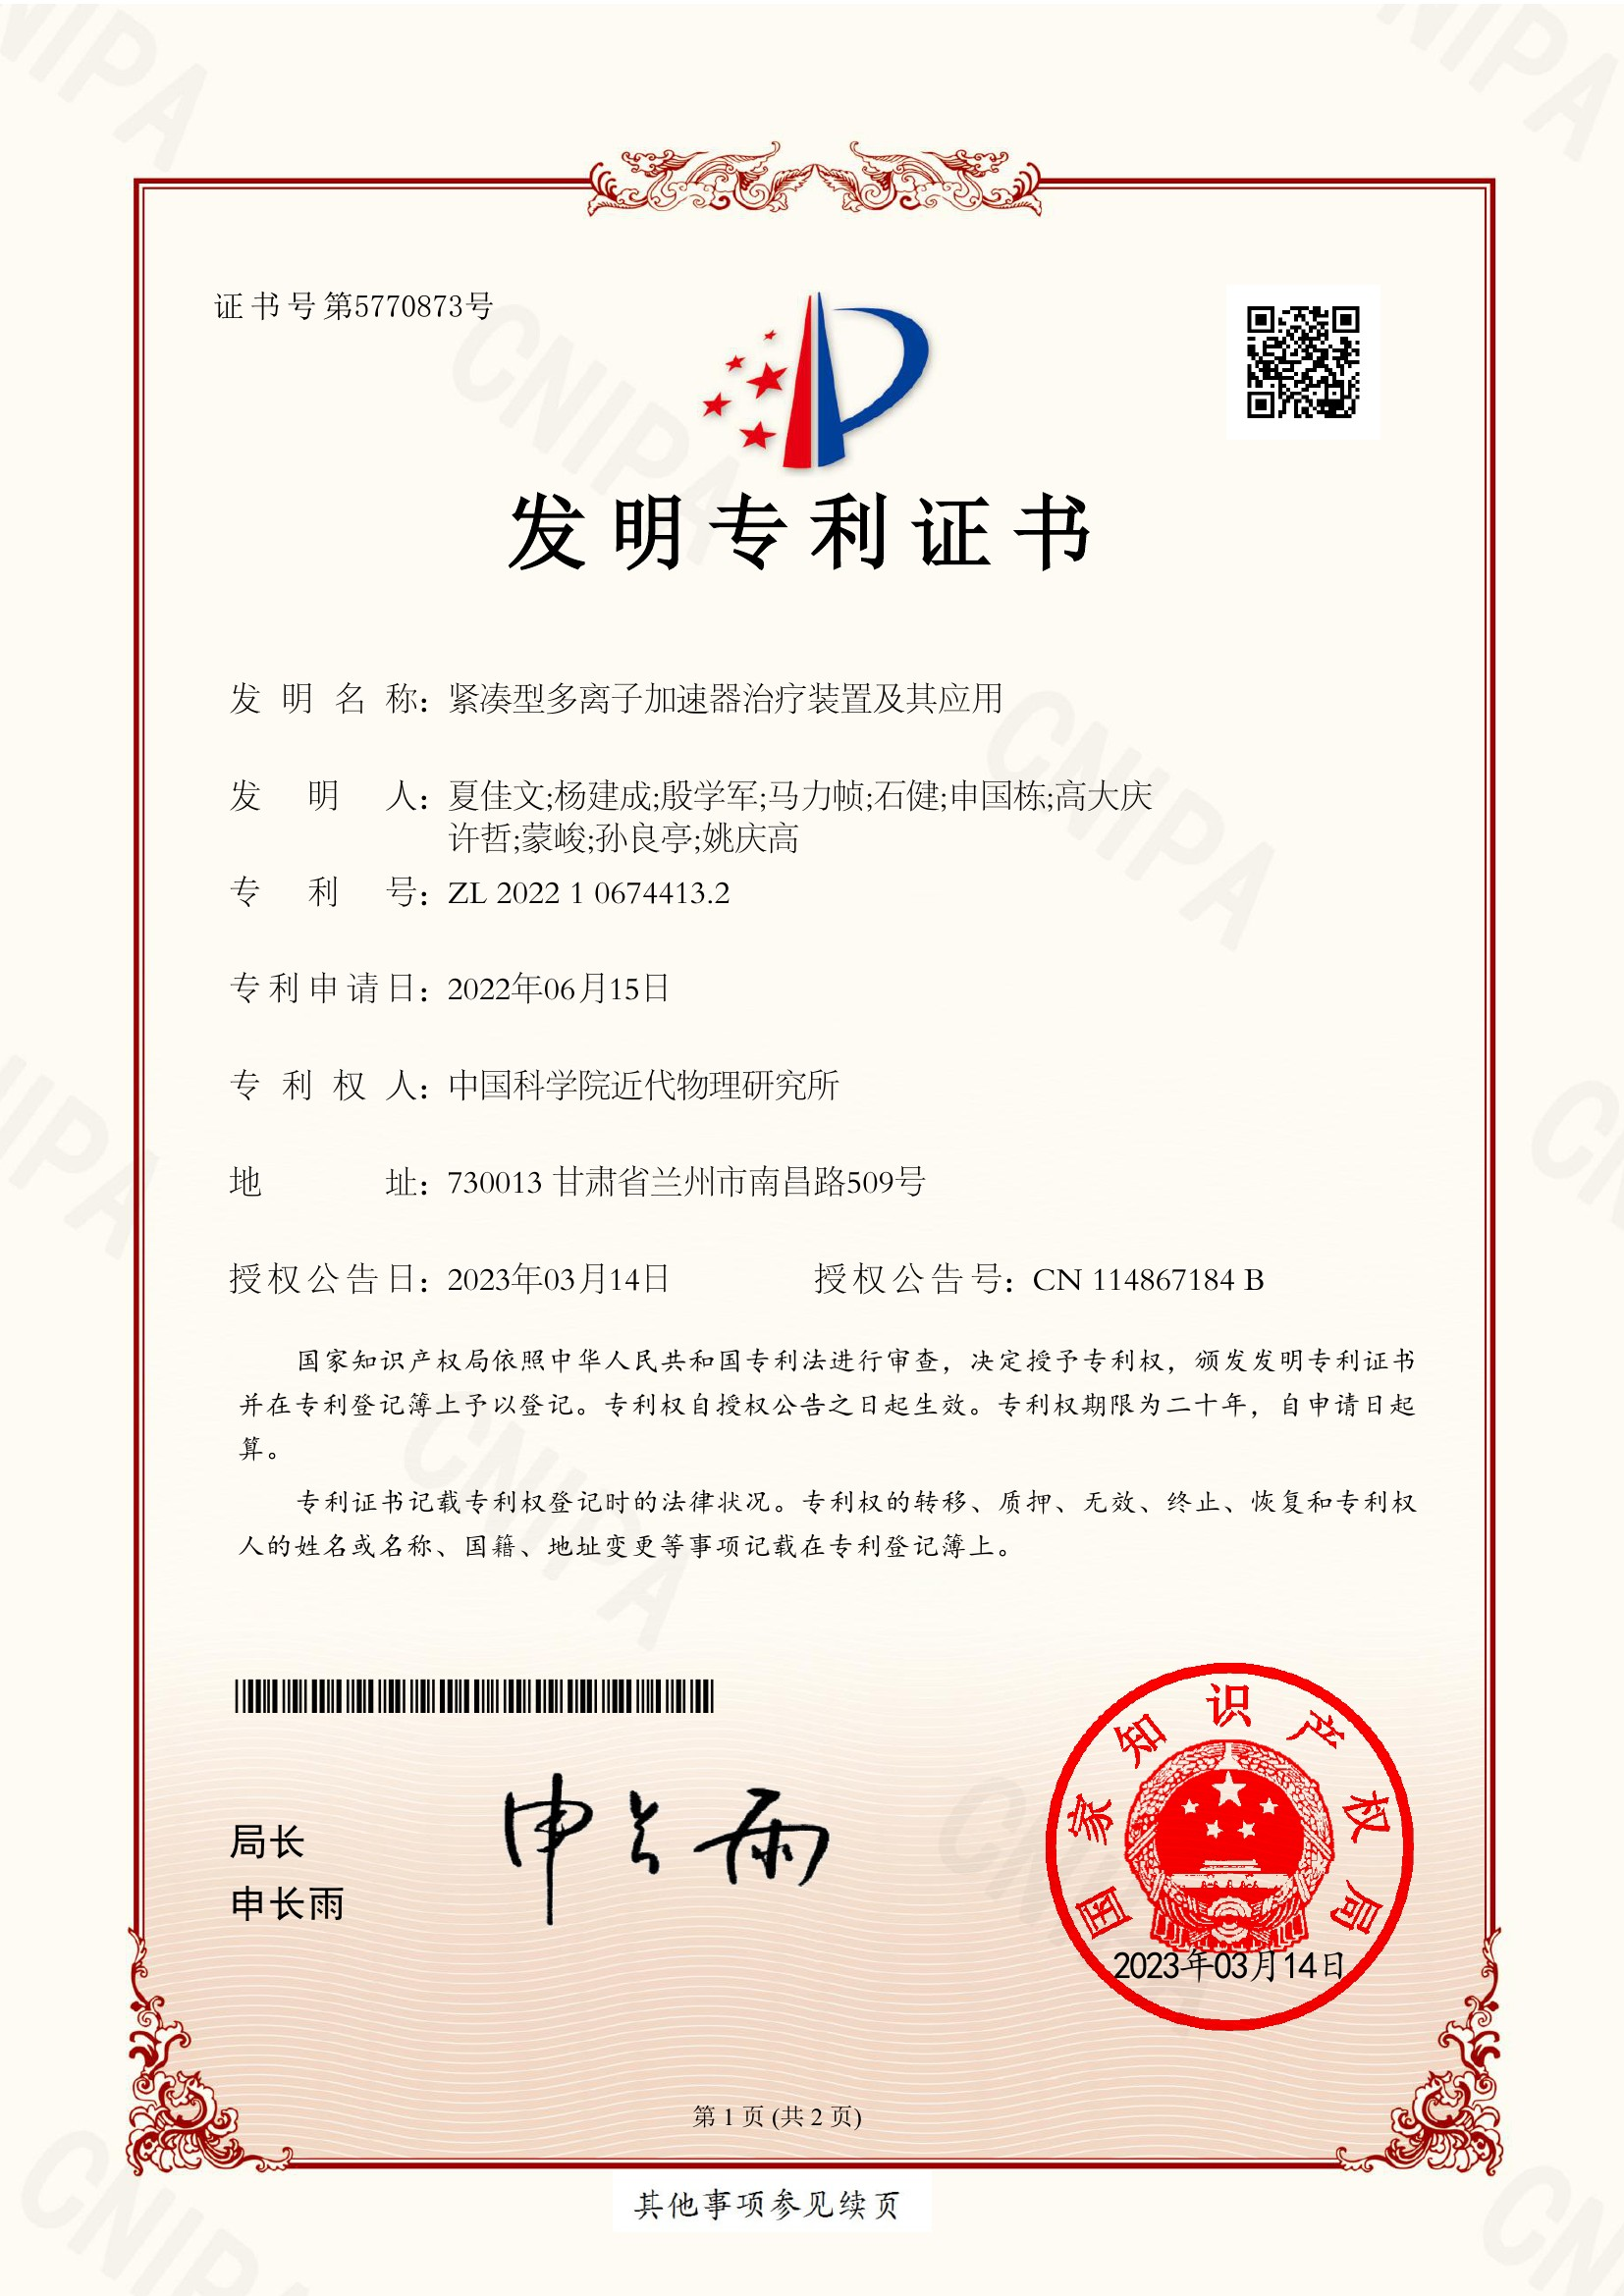 证书号第5770873号
发明专利证书
发明名称：紧凑型多离子加速器治疗装置及其应用
发明人：夏佳文;杨建成;殷学军;马力帧;石健;申国栋;高大庆
许哲;蒙峻;孙良亭;姚庆高
专利号：ZL 2022 1 0674413.2
专利申请日：2022年06月15日
专利权人：中国科学院近代物理研究所
地址：730013 甘肃省兰州市南昌路509号
授权公告日：2023年03月14日 授权公告号：CN 114867184 B
国家知识产权局依照中华人民共和国专利法进行审查，决定授予专利权，颁发发明专利证书
并在专利登记簿上予以登记。专利权自授权公告之日起生效。专利权期限为二十年，自申请日起
算。
专利证书记载专利权登记时的法律状况。专利权的转移、质押、无效、终止、恢复和专利权
人的姓名或名称、国籍、地址变更等事项记载在专利登记簿上。
局长
申长雨
申长雨
国家知识产权局
2023年03月14日
第 1 页 (共 2 页)
其他事项参见续页
CNIPA